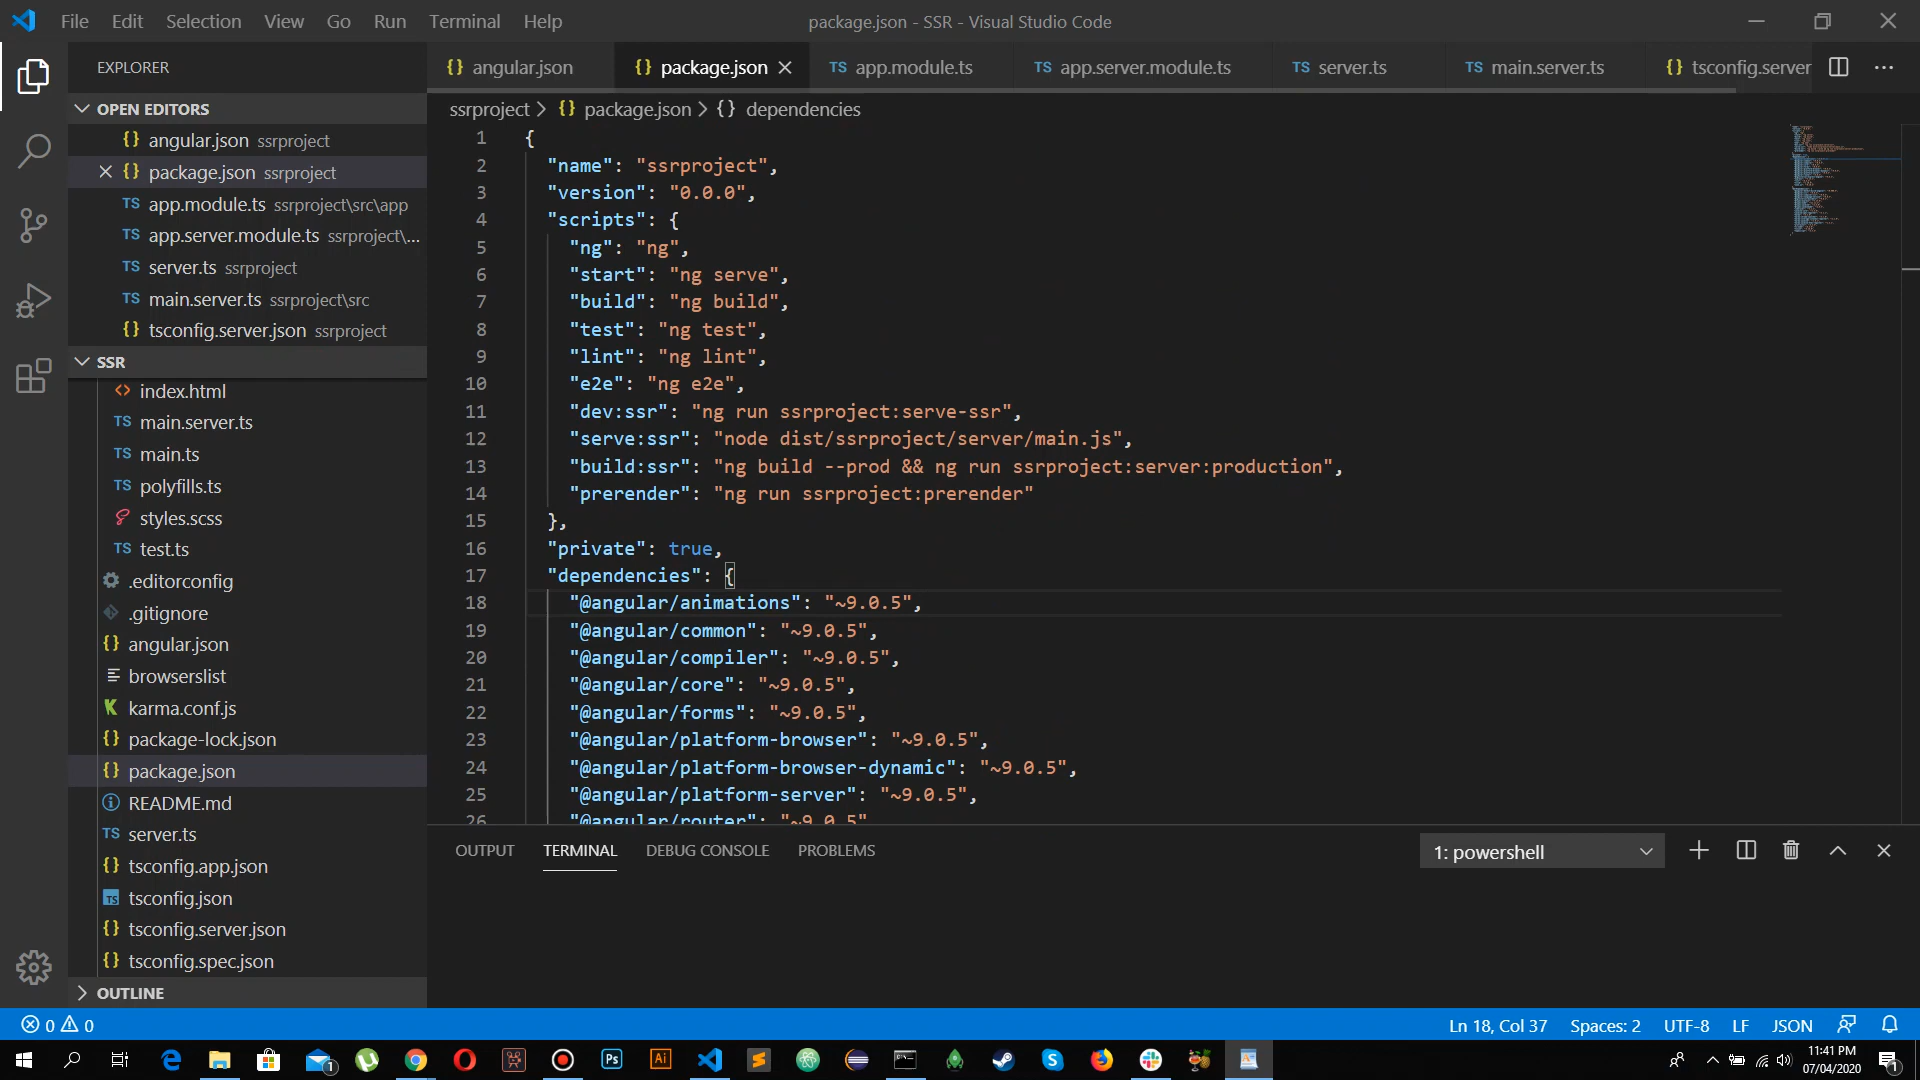 File Edit Selection View Go Run Terminal Help
package.json - SSR - Visual Studio Code
EXPLORER
OPEN EDITORS
angular.json ssrproject
package.json ssrproject
TS app.module.ts ssrproject\src\app
TS app.server.module.ts ssrproject\...
TS server.ts ssrproject
TS main.server.ts ssrproject\src
tsconfig.server.json ssrproject
SSR
index.html
TS main.server.ts
TS main.ts
TS polyfills.ts
styles.scss
TS test.ts
.editorconfig
.gitignore
angular.json
browserslist
karma.conf.js
package-lock.json
package.json
README.md
TS server.ts
tsconfig.app.json
TS tsconfig.json
tsconfig.server.json
tsconfig.spec.json
OUTLINE
{} angular.json {} package.json TS app.module.ts TS app.server.module.ts TS server.ts TS main.server.ts {} tsconfig.server
ssrproject > {} package.json > {} dependencies
1 {
2 "name": "ssrproject",
3 "version": "0.0.0",
4 "scripts": {
5 "ng": "ng",
6 "start": "ng serve",
7 "build": "ng build",
8 "test": "ng test",
9 "lint": "ng lint",
10 "e2e": "ng e2e",
11 "dev:ssr": "ng run ssrproject:serve-ssr",
12 "serve:ssr": "node dist/ssrproject/server/main.js",
13 "build:ssr": "ng build --prod && ng run ssrproject:server:production",
14 "prerender": "ng run ssrproject:prerender"
15 },
16 "private": true,
17 "dependencies": {
18 "@angular/animations": "~9.0.5",
19 "@angular/common": "~9.0.5",
20 "@angular/compiler": "~9.0.5",
21 "@angular/core": "~9.0.5",
22 "@angular/forms": "~9.0.5",
23 "@angular/platform-browser": "~9.0.5",
24 "@angular/platform-browser-dynamic": "~9.0.5",
25 "@angular/platform-server": "~9.0.5",
26 "@angular/router": "~9.0.5"
OUTPUT TERMINAL DEBUG CONSOLE PROBLEMS
1: powershell
0 0
Ln 18, Col 37 Spaces: 2 UTF-8 LF JSON
1 Ps Ai
11:41 PM
07/04/2020
1